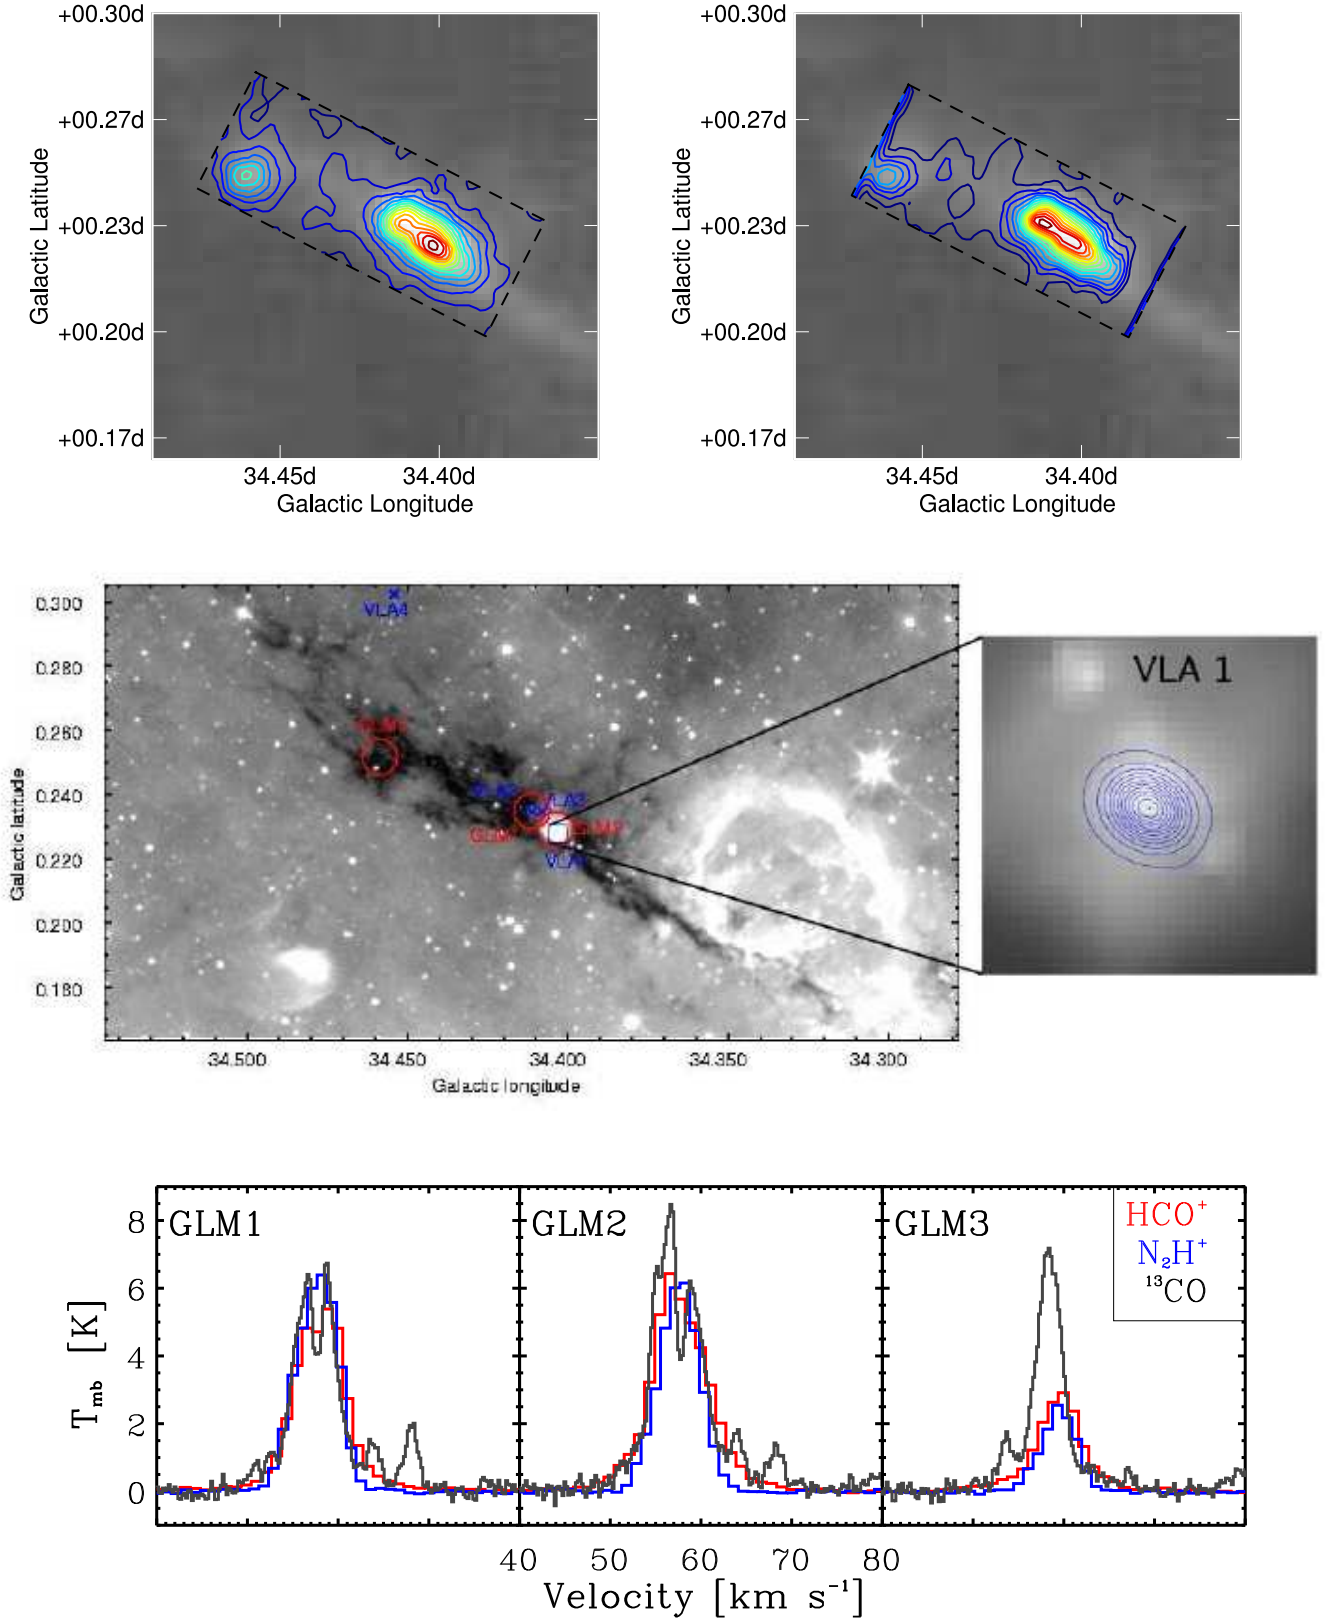 +00.30d
+00.27d
+00.23d
+00.20d
+00.17d
Galactic Latitude
34.45d 34.40d
Galactic Longitude
+00.30d
+00.27d
+00.23d
+00.20d
+00.17d
Galactic Latitude
34.45d 34.40d
Galactic Longitude
0.300
0.280
0.260
0.240
0.220
0.200
0.180
Galactic latitude
VLA4
34.500 34.450 34.400 34.350 34.300
Galactic longitude
VLA 1
GLM1 GLM2 GLM3
HCO⁺
N₂H⁺
¹³CO
8
6
4
2
0
T_mb [K]
40 50 60 70 80
Velocity [km s⁻¹]